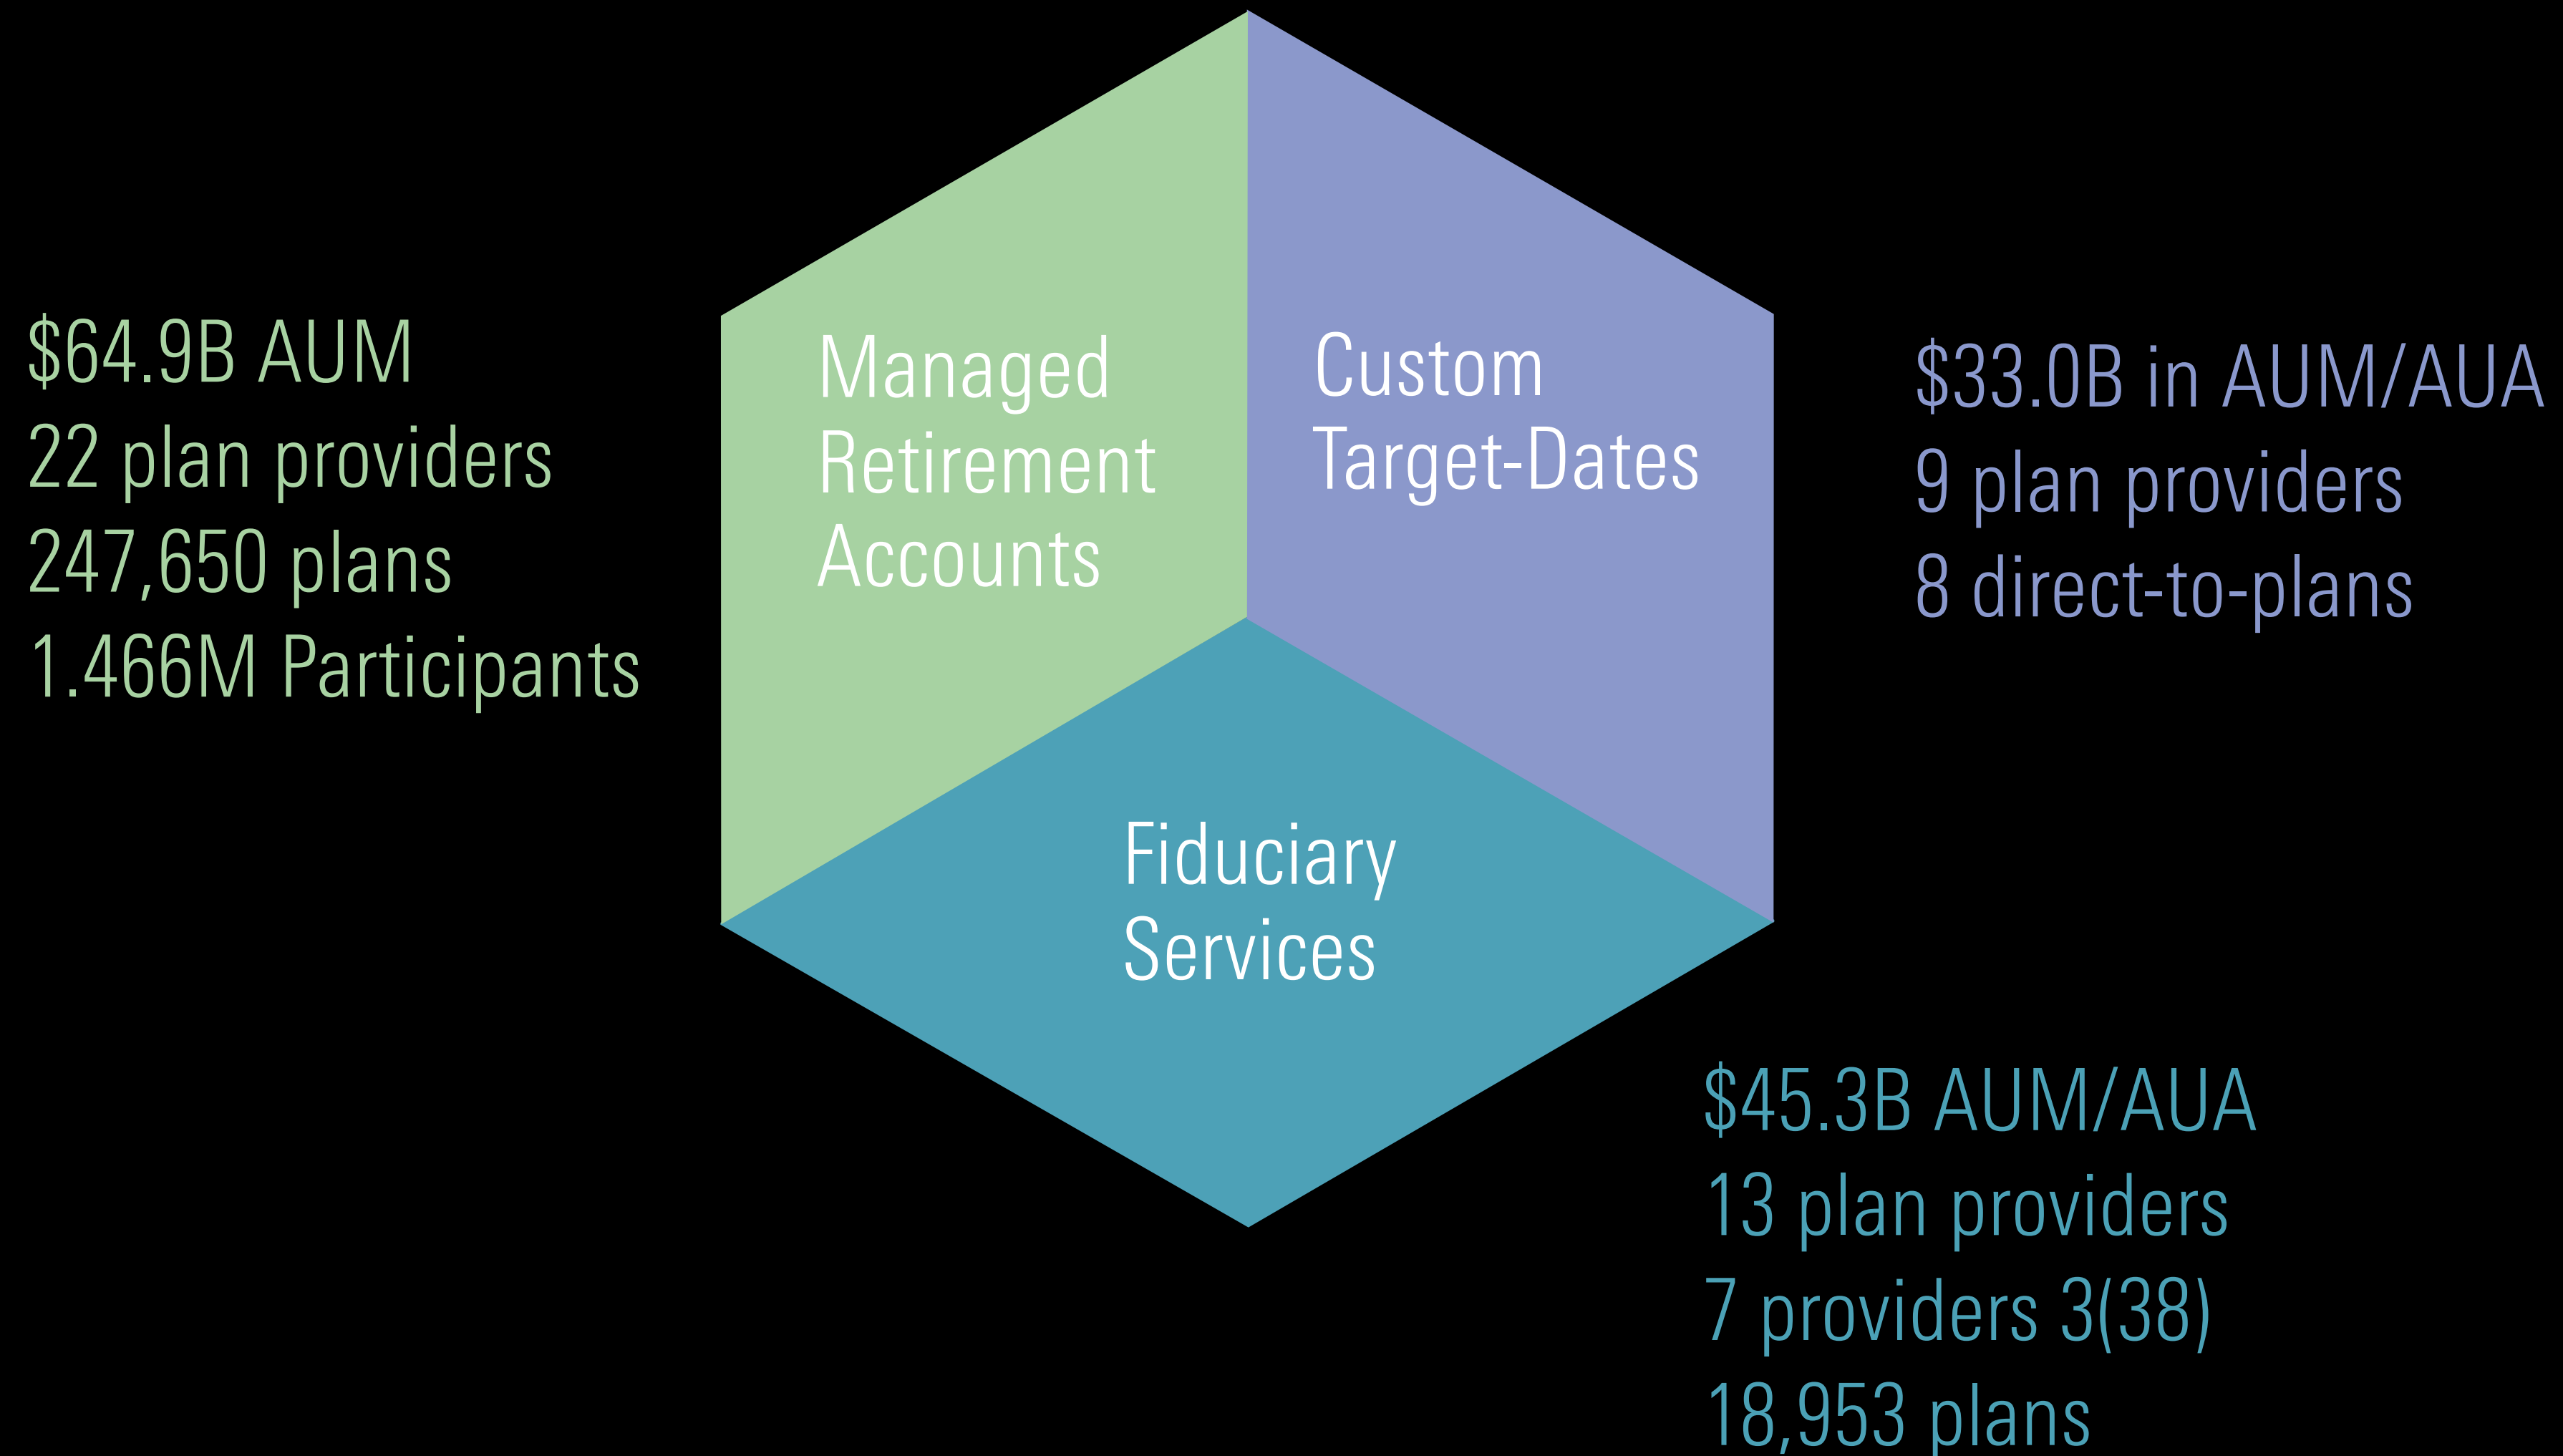 $64.9B AUM
22 plan providers
247,650 plans
1.466M Participants
Managed
Retirement
Accounts
Custom
Target-Dates
$33.0B in AUM/AUA
9 plan providers
8 direct-to-plans
Fiduciary
Services
$45.3B AUM/AUA
13 plan providers
7 providers 3(38)
18,953 plans